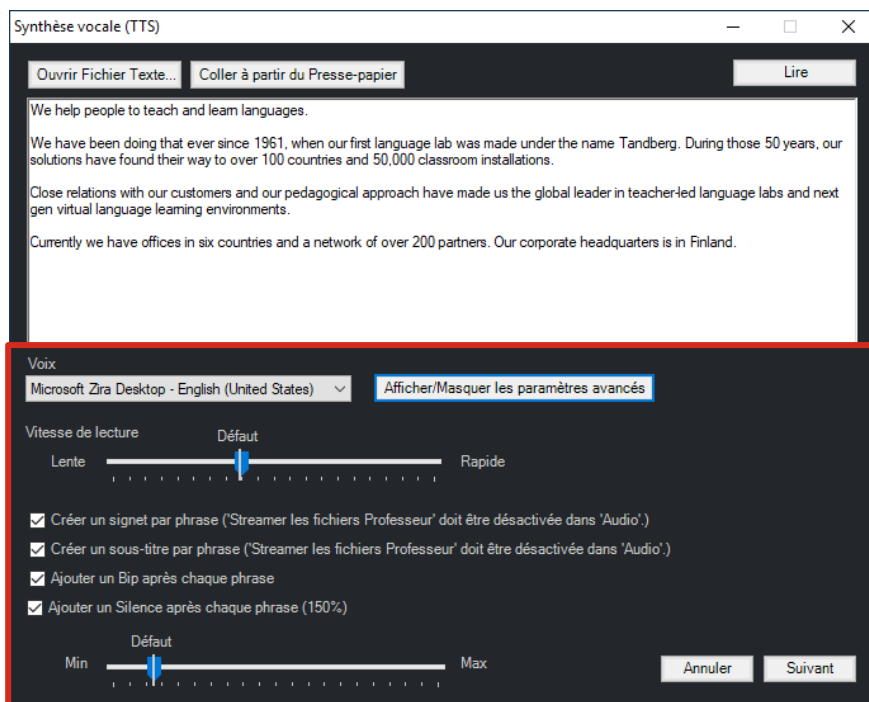 Synthèse vocale (TTS)
Ouvrir Fichier Texte... Coller à partir du Presse-papier Lire
We help people to teach and learn languages.
We have been doing that ever since 1961, when our first language lab was made under the name Tandberg. During those 50 years, our
solutions have found their way to over 100 countries and 50,000 classroom installations.
Close relations with our customers and our pedagogical approach have made us the global leader in teacher-led language labs and next
gen virtual language learning environments.
Currently we have offices in six countries and a network of over 200 partners. Our corporate headquarters is in Finland.
Voix
Microsoft Zira Desktop - English (United States) Afficher/Masquer les paramètres avancés
Vitesse de lecture
Défaut
Lente Rapide
Créer un signet par phrase ('Streamer les fichiers Professeur' doit être désactivée dans 'Audio'.)
Créer un sous-titre par phrase ('Streamer les fichiers Professeur' doit être désactivée dans 'Audio'.)
Ajouter un Bip après chaque phrase
Ajouter un Silence après chaque phrase (150%)
Défaut
Min Max
Annuler Suivant